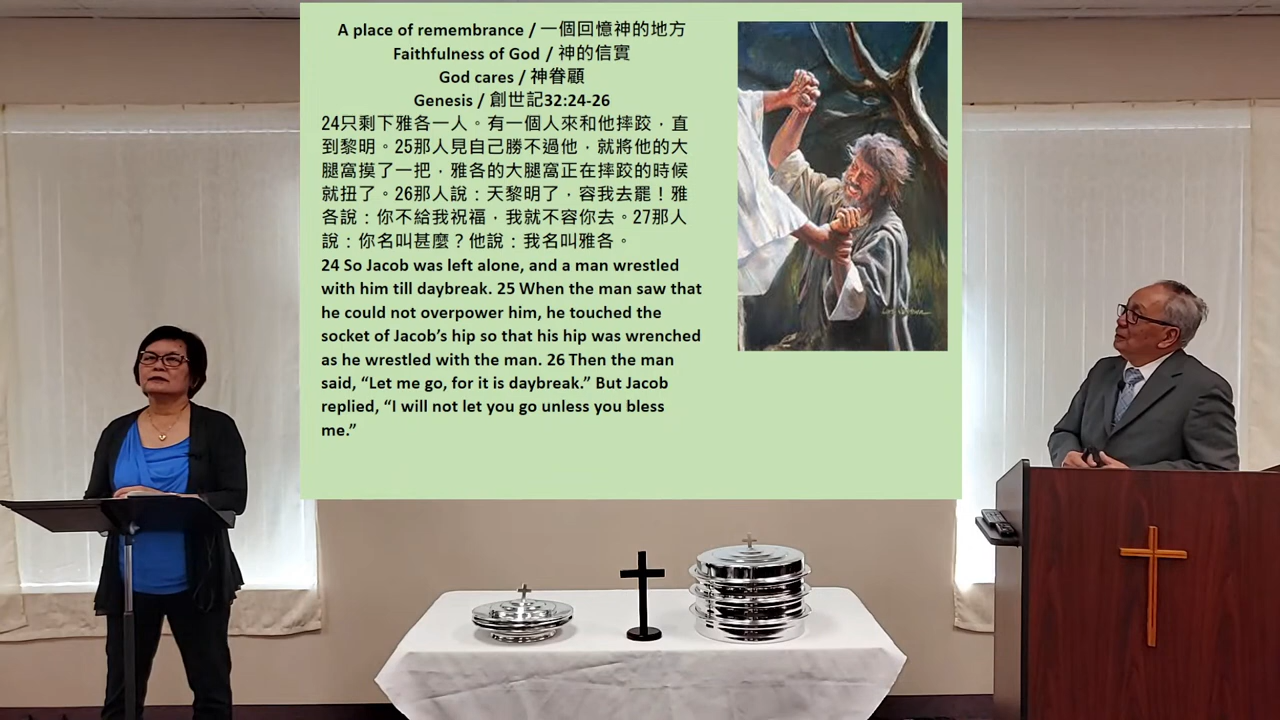 A place of remembrance / 一個回憶神的地方
Faithfulness of God / 神的信實
God cares / 神眷顧
Genesis / 創世記32:24-26
24只剩下雅各一人。有一個人來和他摔跤，直
到黎明。25那人見自己勝不過他，就將他的大
腿窩摸了一把，雅各的大腿窩正在摔跤的時候
就扭了。26那人說：天黎明了，容我去罷！雅
各說：你不給我祝福，我就不容你去。27那人
說：你名叫甚麼？他說：我名叫雅各。
24 So Jacob was left alone, and a man wrestled
with him till daybreak. 25 When the man saw that
he could not overpower him, he touched the
socket of Jacob’s hip so that his hip was wrenched
as he wrestled with the man. 26 Then the man
said, “Let me go, for it is daybreak.” But Jacob
replied, “I will not let you go unless you bless
me.”